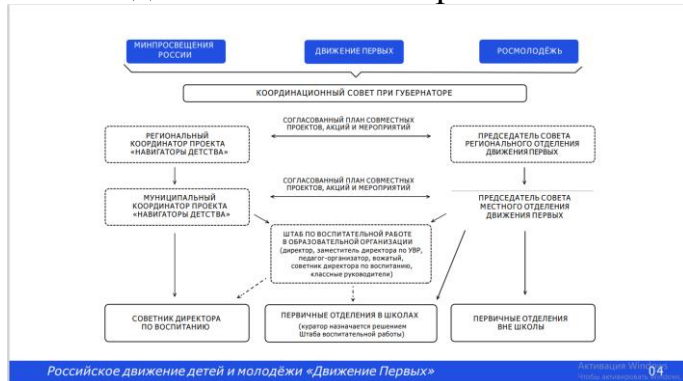 МИНПРОСВЕЩЕНИЯ
РОССИИ
ДВИЖЕНИЕ ПЕРВЫХ
РОСМОЛОДЁЖЬ
КООРДИНАЦИОННЫЙ СОВЕТ ПРИ ГУБЕРНАТОРЕ
РЕГИОНАЛЬНЫЙ
КООРДИНАТОР ПРОЕКТА
«НАВИГАТОРЫ ДЕТСТВА»
СОГЛАСОВАННЫЙ ПЛАН СОВМЕСТНЫХ
ПРОЕКТОВ, АКЦИЙ И МЕРОПРИЯТИЙ
ПРЕДСЕДАТЕЛЬ СОВЕТА
РЕГИОНАЛЬНОГО ОТДЕЛЕНИЯ
ДВИЖЕНИЯ ПЕРВЫХ
МУНИЦИПАЛЬНЫЙ
КООРДИНАТОР ПРОЕКТА
«НАВИГАТОРЫ ДЕТСТВА»
СОГЛАСОВАННЫЙ ПЛАН СОВМЕСТНЫХ
ПРОЕКТОВ, АКЦИЙ И МЕРОПРИЯТИЙ
ПРЕДСЕДАТЕЛЬ СОВЕТА
МЕСТНОГО ОТДЕЛЕНИЯ
ДВИЖЕНИЯ ПЕРВЫХ
ШТАБ ПО ВОСПИТАТЕЛЬНОЙ РАБОТЕ
В ОБРАЗОВАТЕЛЬНОЙ ОРГАНИЗАЦИИ
(директор, заместитель директора по УВР,
педагог-организатор, вожатый,
советник директора по воспитанию,
классные руководители)
СОВЕТНИК ДИРЕКТОРА
ПО ВОСПИТАНИЮ
ПЕРВИЧНЫЕ ОТДЕЛЕНИЯ В ШКОЛАХ
(куратор назначается решением
Штаба воспитательной работы)
ПЕРВИЧНЫЕ ОТДЕЛЕНИЯ
ВНЕ ШКОЛЫ
Российское движение детей и молодёжи «Движение Первых»
04
Активация Windows
Чтобы активировать Windows